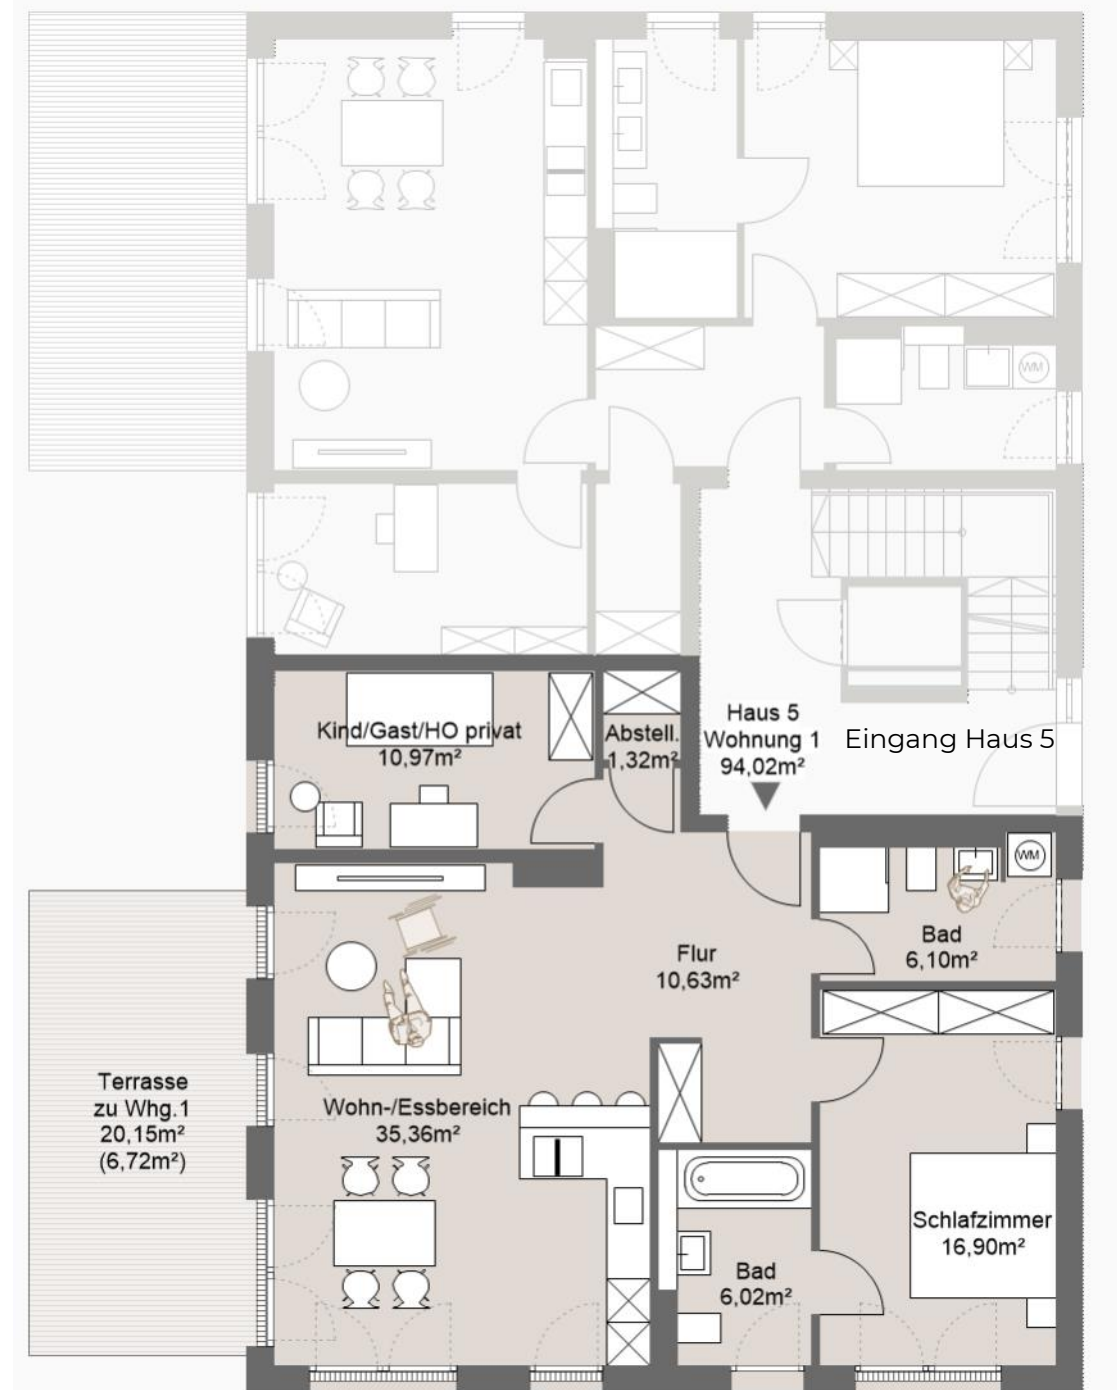 WM
Kind/Gast/HO privat
10,97m²
Abstell.
1,32m²
Haus 5
Wohnung 1
94,02m²
Eingang Haus 5
WM
Bad
6,10m²
Flur
10,63m²
Terrasse
zu Whg.1
20,15m²
(6,72m²)
Wohn-/Essbereich
35,36m²
Schlafzimmer
16,90m²
Bad
6,02m²